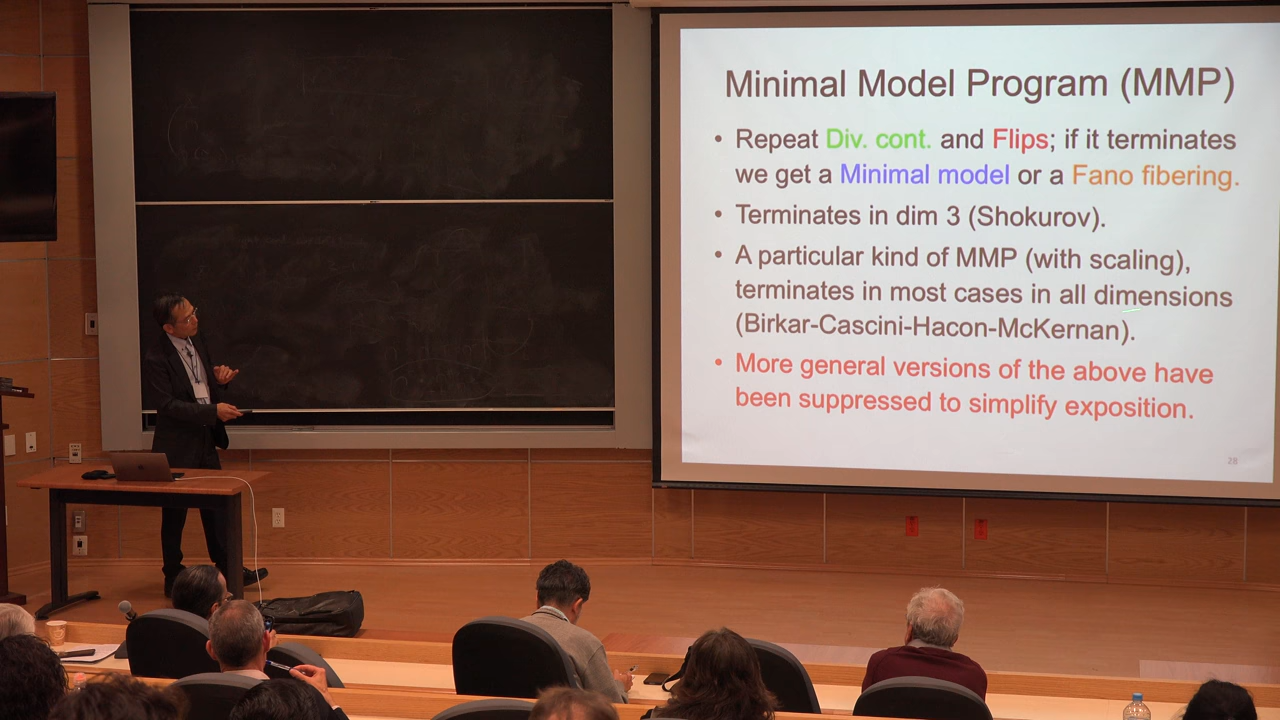 Minimal Model Program (MMP)
• Repeat Div. cont. and Flips; if it terminates
we get a Minimal model or a Fano fibering.
• Terminates in dim 3 (Shokurov).
• A particular kind of MMP (with scaling),
terminates in most cases in all dimensions
(Birkar-Cascini-Hacon-McKernan).
• More general versions of the above have
been suppressed to simplify exposition.
28